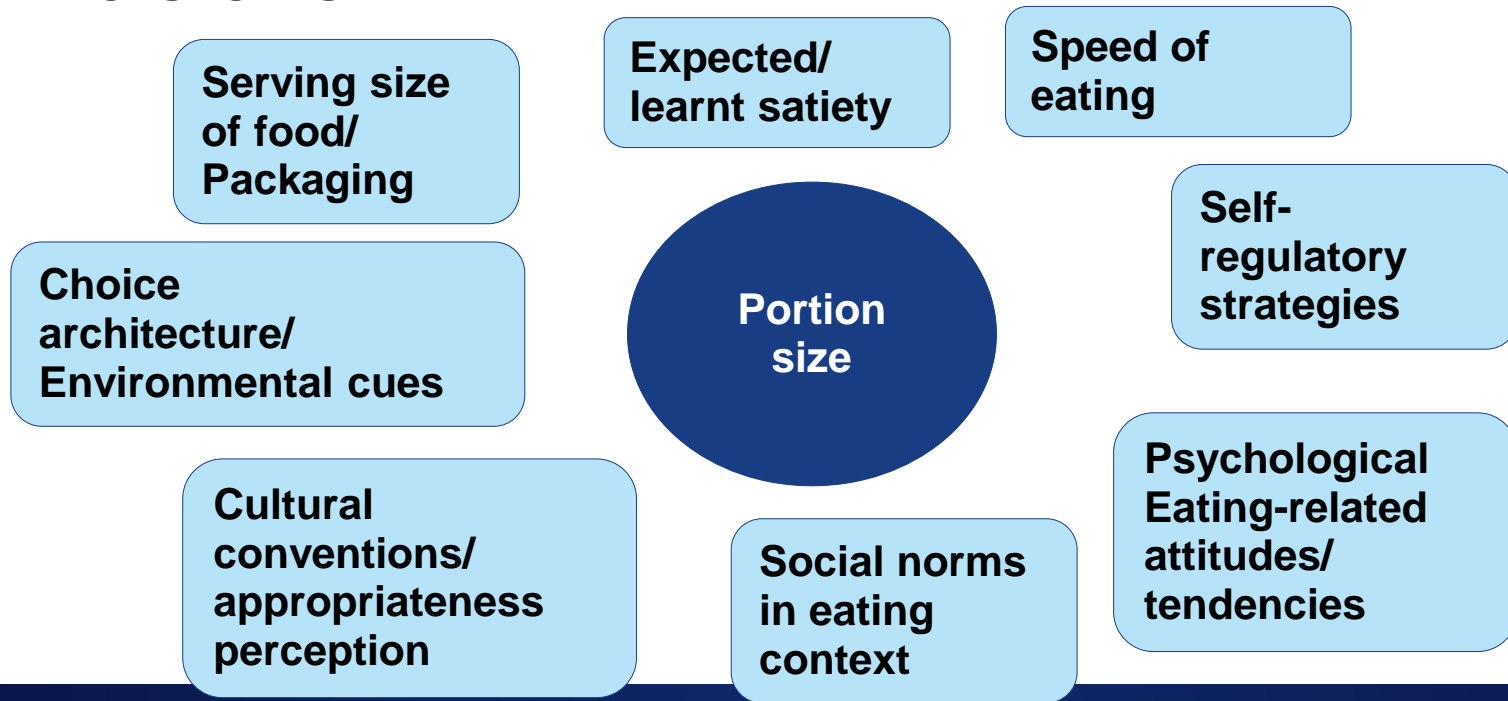 Serving size
of food/
Packaging
Expected/
learnt satiety
Speed of
eating
Choice
architecture/
Environmental cues
Portion
size
Self-
regulatory
strategies
Cultural
conventions/
appropriateness
perception
Social norms
in eating
context
Psychological
Eating-related
attitudes/
tendencies